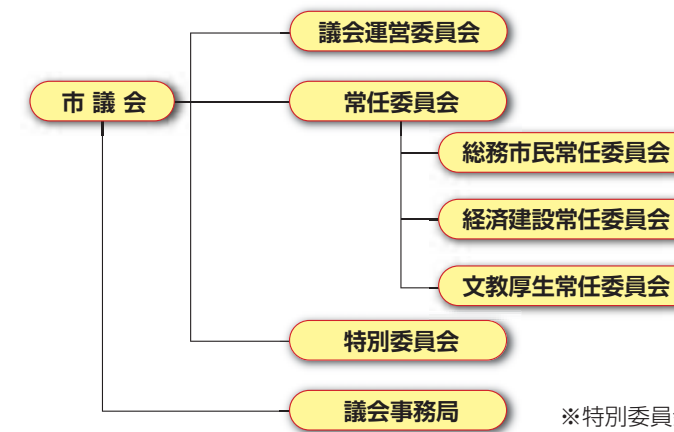 議会運営委員会
市議会
常任委員会
総務市民常任委員会
経済建設常任委員会
文教厚生常任委員会
特別委員会
議会事務局
※特別委員